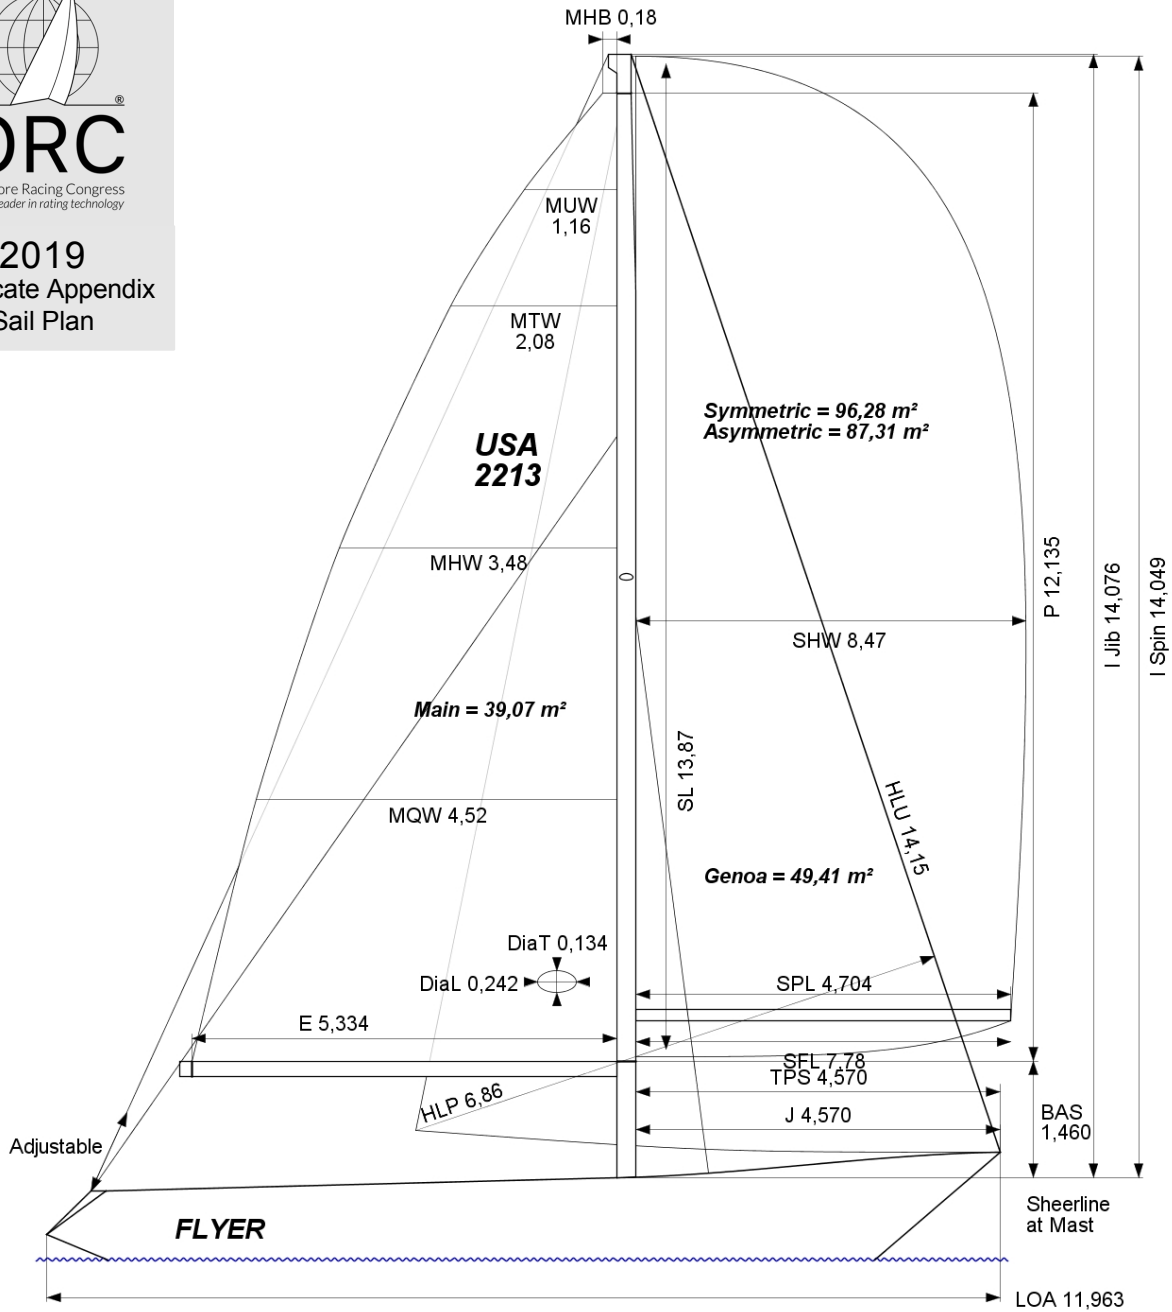 MHB 0,18
®
ORC
ore Racing Congress
eader in rating technology
2019
cate Appendix
Sail Plan
MUW
1,16
MTW
2,08
USA
2213
Symmetric = 96,28 m²
Asymmetric = 87,31 m²
MHW 3,48
P 12,135
I Jib 14,076
I Spin 14,049
SHW 8,47
Main = 39,07 m²
SL 13,87
HLU 14,15
MQW 4,52
Genoa = 49,41 m²
DiaT 0,134
DiaL 0,242
SPL 4,704
E 5,334
SFL 7,78
TPS 4,570
HLP 6,86
J 4,570
BAS
1,460
Adjustable
Sheerline
at Mast
FLYER
LOA 11,963